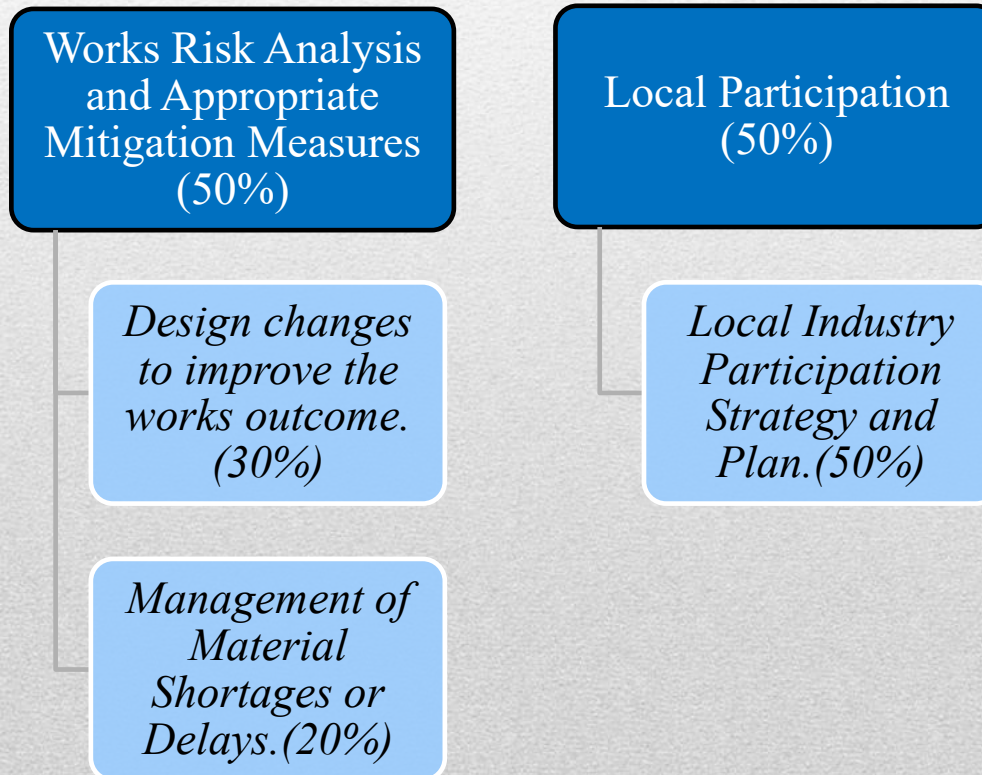 Works Risk Analysis
and Appropriate
Mitigation Measures
(50%)
Design changes
to improve the
works outcome.
(30%)
Management of
Material
Shortages or
Delays.(20%)
Local Participation
(50%)
Local Industry
Participation
Strategy and
Plan.(50%)